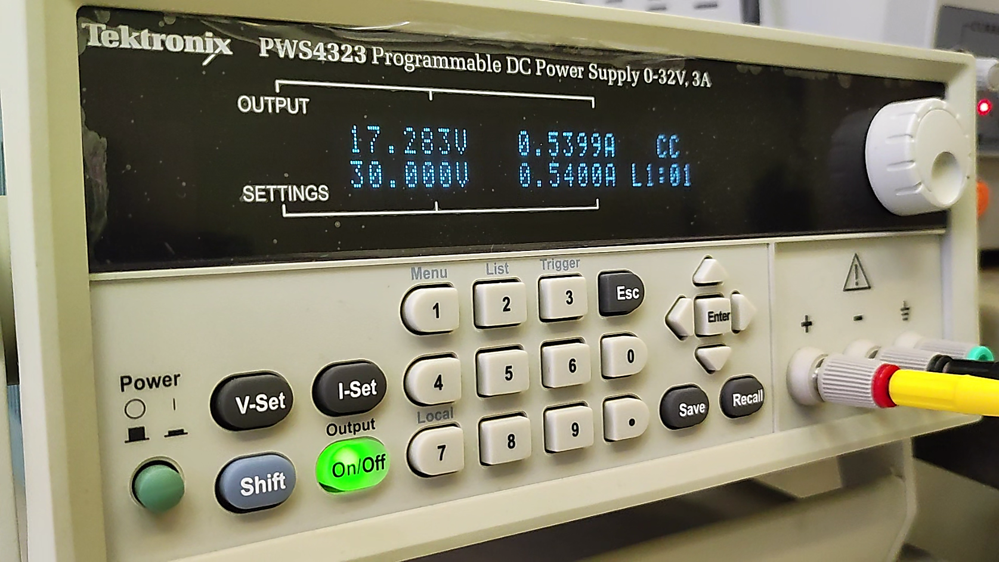 Tektronix PWS4323 Programmable DC Power Supply 0-32V, 3A
OUTPUT
17.283V 0.5399A CC
30.000V 0.5400A L1:01
SETTINGS
Menu List Trigger
1 2 3 Esc
Enter
+ -
4 5 6 0
Power
V-Set I-Set
Save Recall
Output
Local
7 8 9 .
Shift On/Off